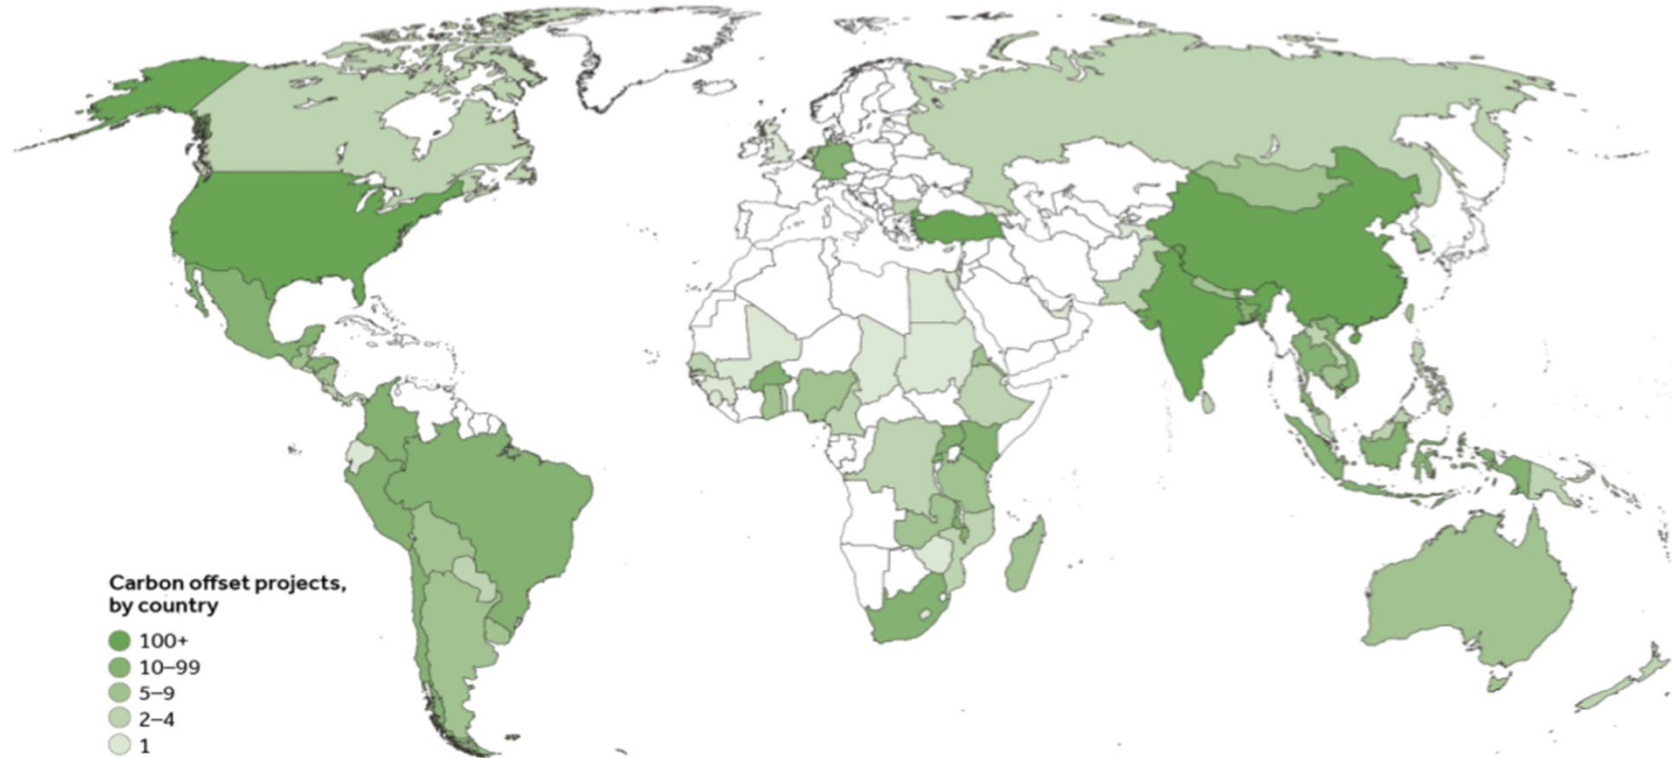 Carbon offset projects,
by country
100+
10–99
5–9
2–4
1